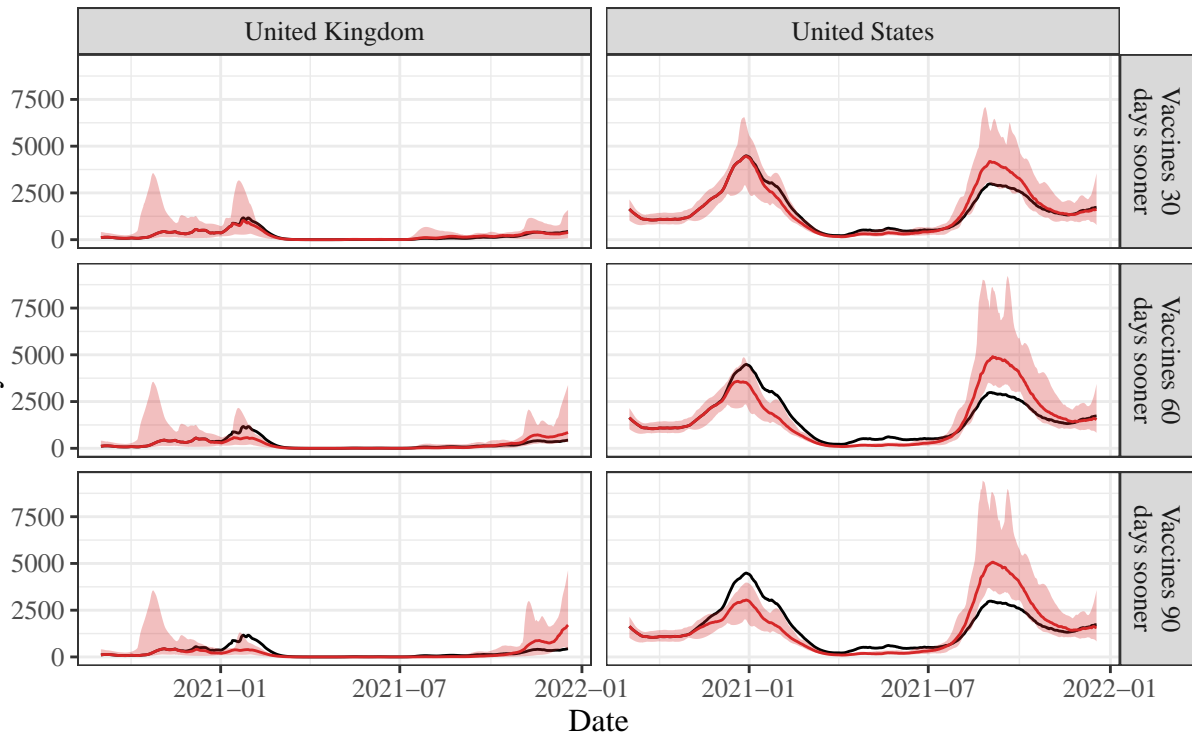 United Kingdom
United States
7500
5000
2500
0
Vaccines 30
days sooner
7500
5000
2500
0
Vaccines 60
days sooner
7500
5000
2500
0
Vaccines 90
days sooner
2021–01
2021–07
2022–01
2021–01
2021–07
2022–01
Date